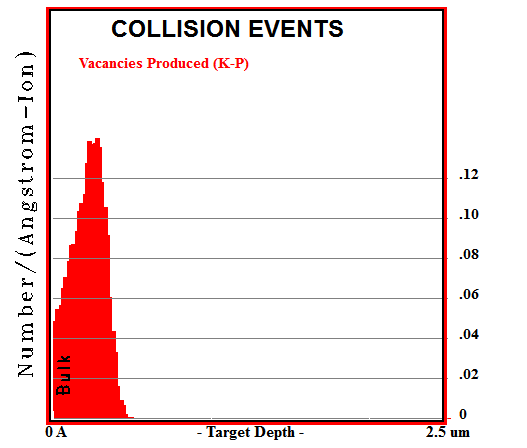 COLLISION EVENTS
Vacancies Produced (K-P)
Number/(Angstrom-Ion)
.12
.10
.08
.06
.04
.02
0
Bulk
0 A - Target Depth - 2.5 um